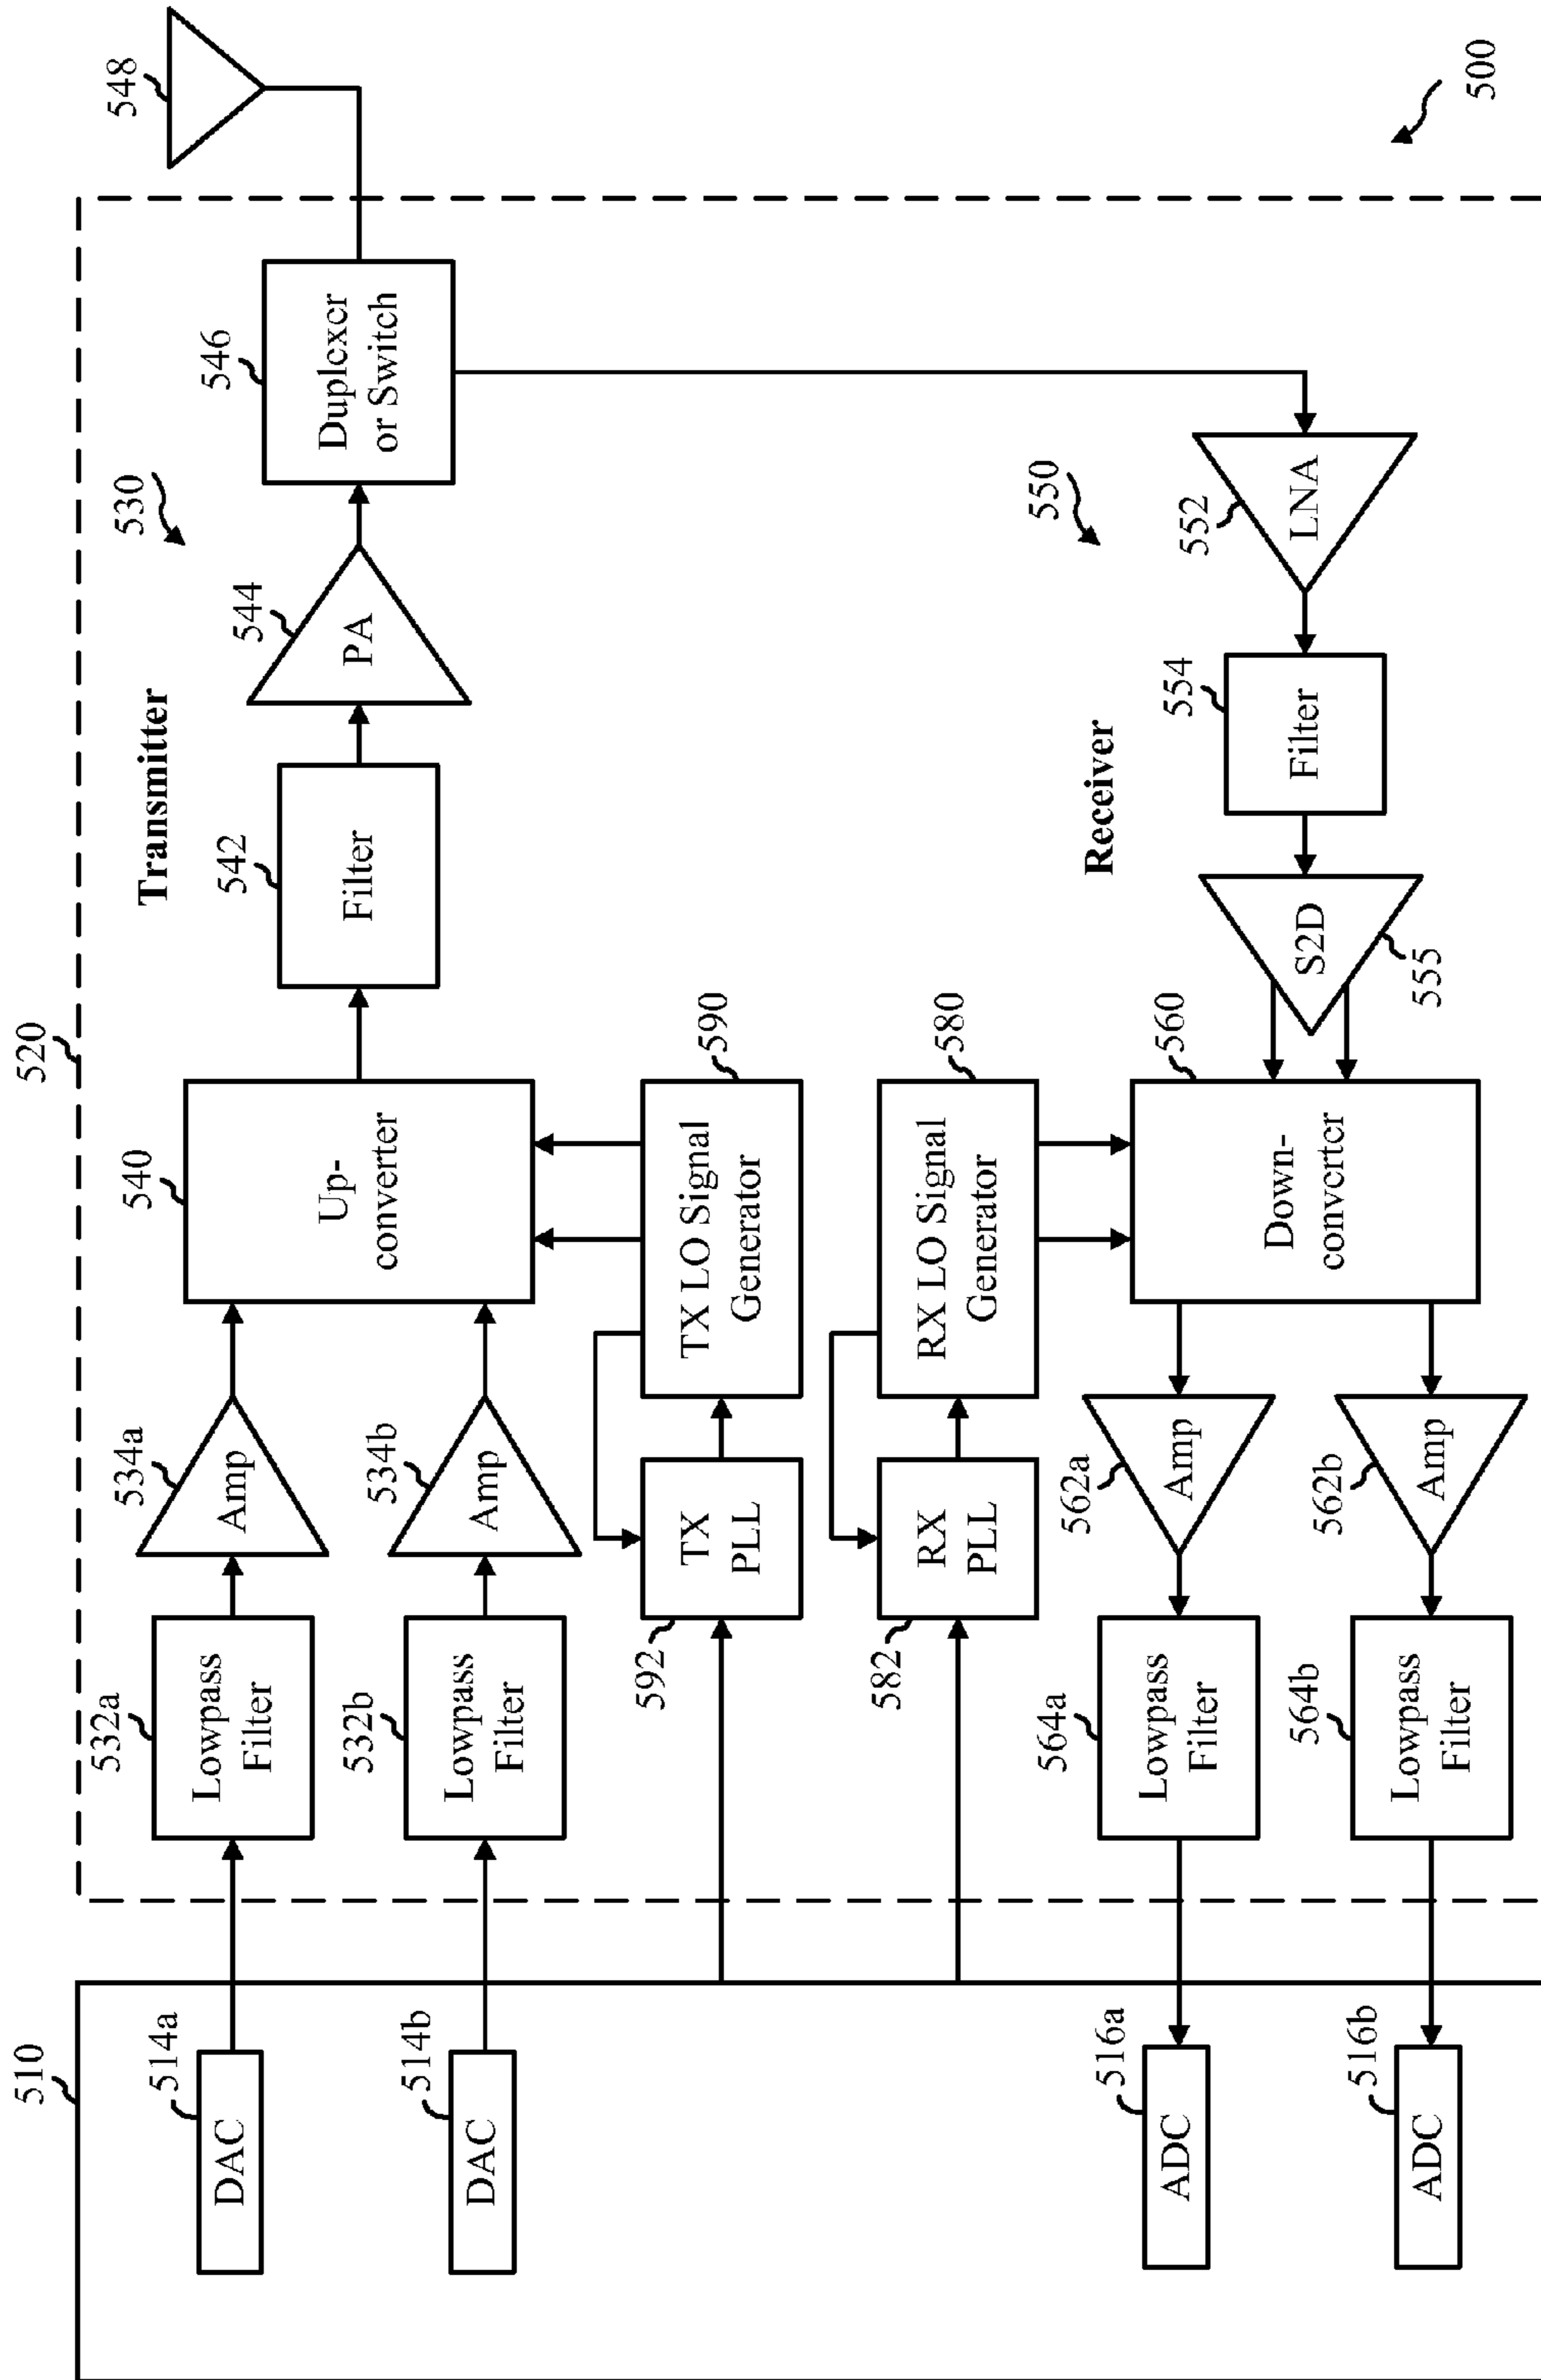 500
510
520
Transmitter
530
DAC
514a
532a
Lowpass
Filter
534a
Amp
DAC
514b
532b
Lowpass
Filter
534b
Amp
540
Up-
converter
542
Filter
544
PA
546
Duplexer
or Switch
548
592
TX
PLL
590
TX LO Signal
Generator
582
RX
PLL
580
RX LO Signal
Generator
Receiver
550
552
LNA
554
Filter
S2D
555
560
Down-
converter
562a
Amp
564a
Lowpass
Filter
516a
ADC
562b
Amp
564b
Lowpass
Filter
516b
ADC